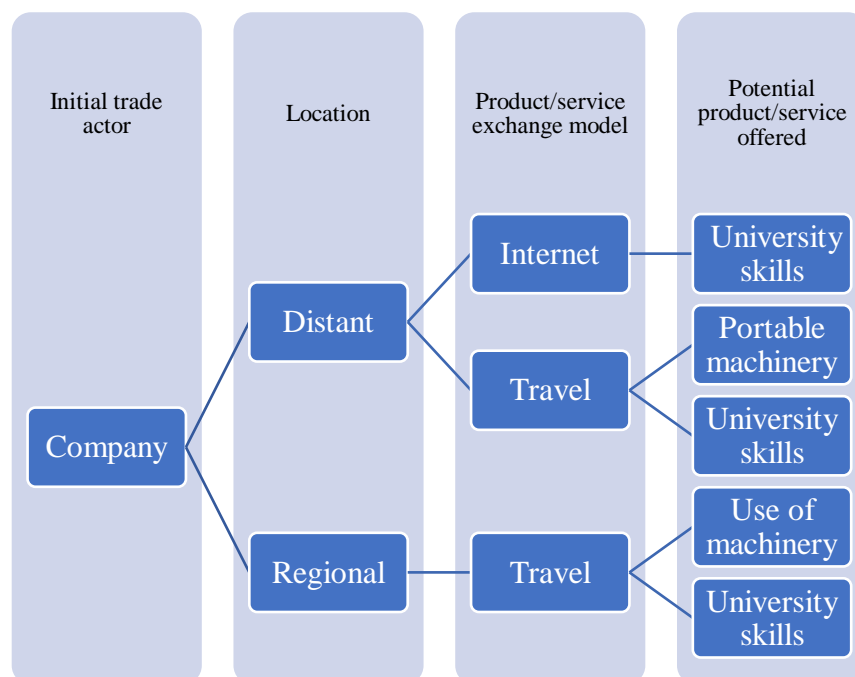 Initial trade
actor
Location
Product/service
exchange model
Potential
product/service
offered
Company
Distant
Regional
Internet
Travel
Travel
University
skills
Portable
machinery
University
skills
Use of
machinery
University
skills